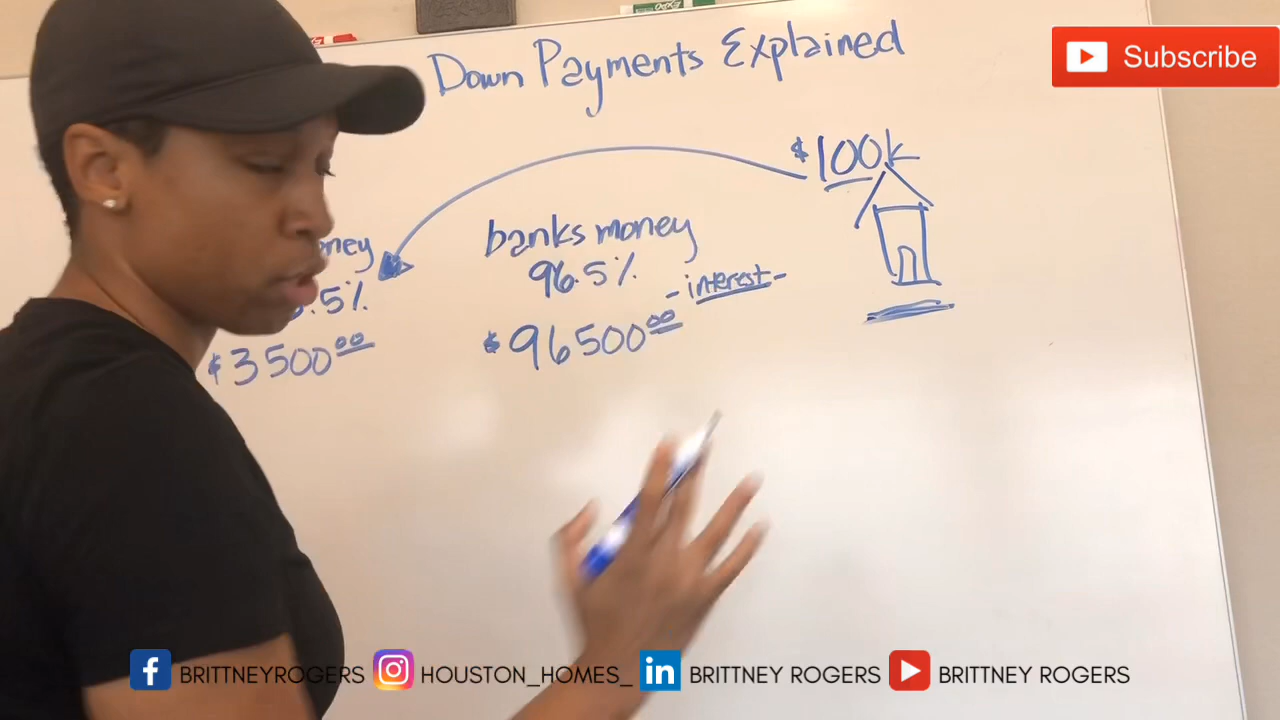 Down Payments Explained
Subscribe
$100k
banks money
96.5%
- interest -
$96500.00
.5%
$3500.00
BRITTNEYROGERS
HOUSTON_HOMES_
BRITTNEY ROGERS
BRITTNEY ROGERS